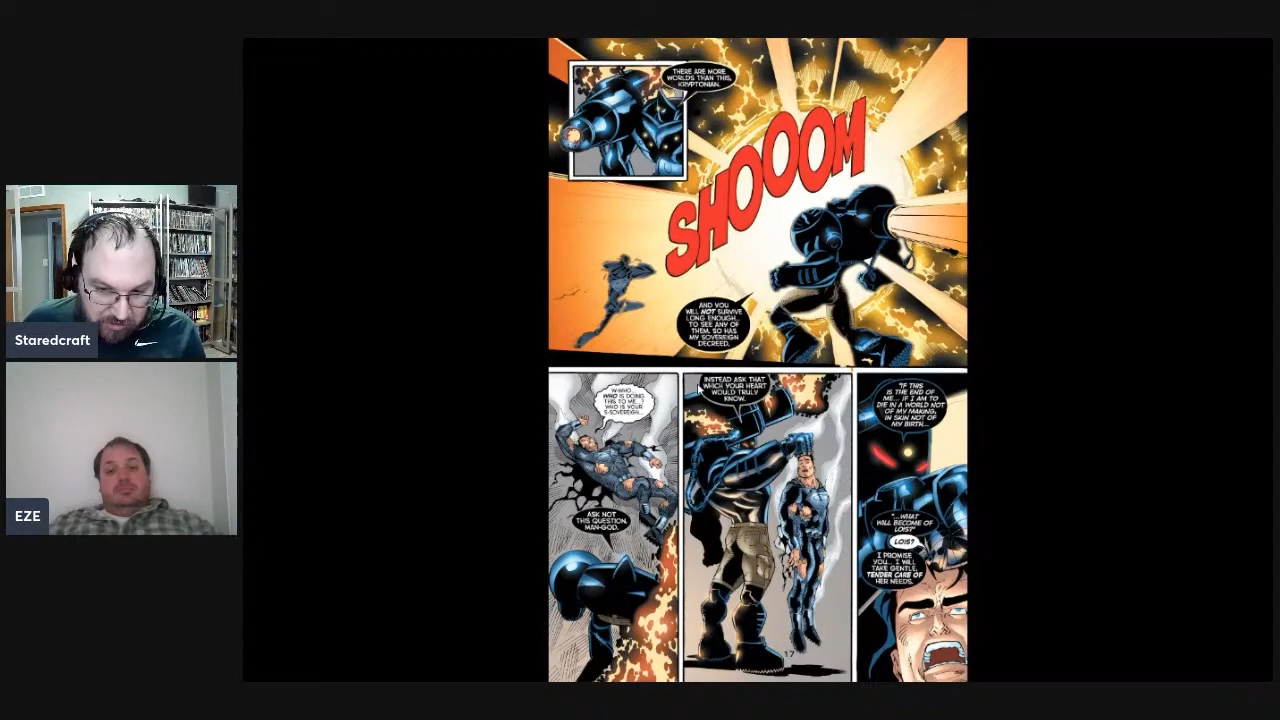 THERE ARE MORE
WORLDS THAN THIS,
KRYPTONIAN.
SHOOOM
AND YOU
WILL NOT SURVIVE
LONG ENOUGH...
TO SEE ANY OF
THEM. SO HAS
MY SOVEREIGN
DECREED.
W-WHO...
WHO IS DOING
THIS TO ME...?
WHO IS YOUR
S-SOVEREIGN...
ASK NOT
THIS QUESTION,
MAN-GOD.
INSTEAD ASK THAT
WHICH YOUR HEART
WOULD TRULY
KNOW.
"IF THIS
IS THE END OF
ME... IF I AM TO
DIE IN A WORLD NOT
OF MY MAKING,
IN SKIN NOT OF
MY BIRTH...
"...WHAT
WILL BECOME OF
LOIS?"
LOIS?
I PROMISE
YOU... I WILL
TAKE GENTLE,
TENDER CARE OF
HER NEEDS.
17
Staredcraft
EZE